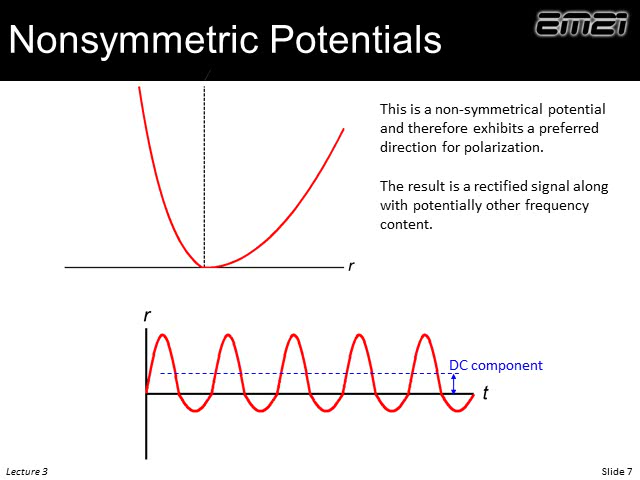 Nonsymmetric Potentials
EM21
This is a non-symmetrical potential
and therefore exhibits a preferred
direction for polarization.
The result is a rectified signal along
with potentially other frequency
content.
r
r
DC component
t
Lecture 3
Slide 7